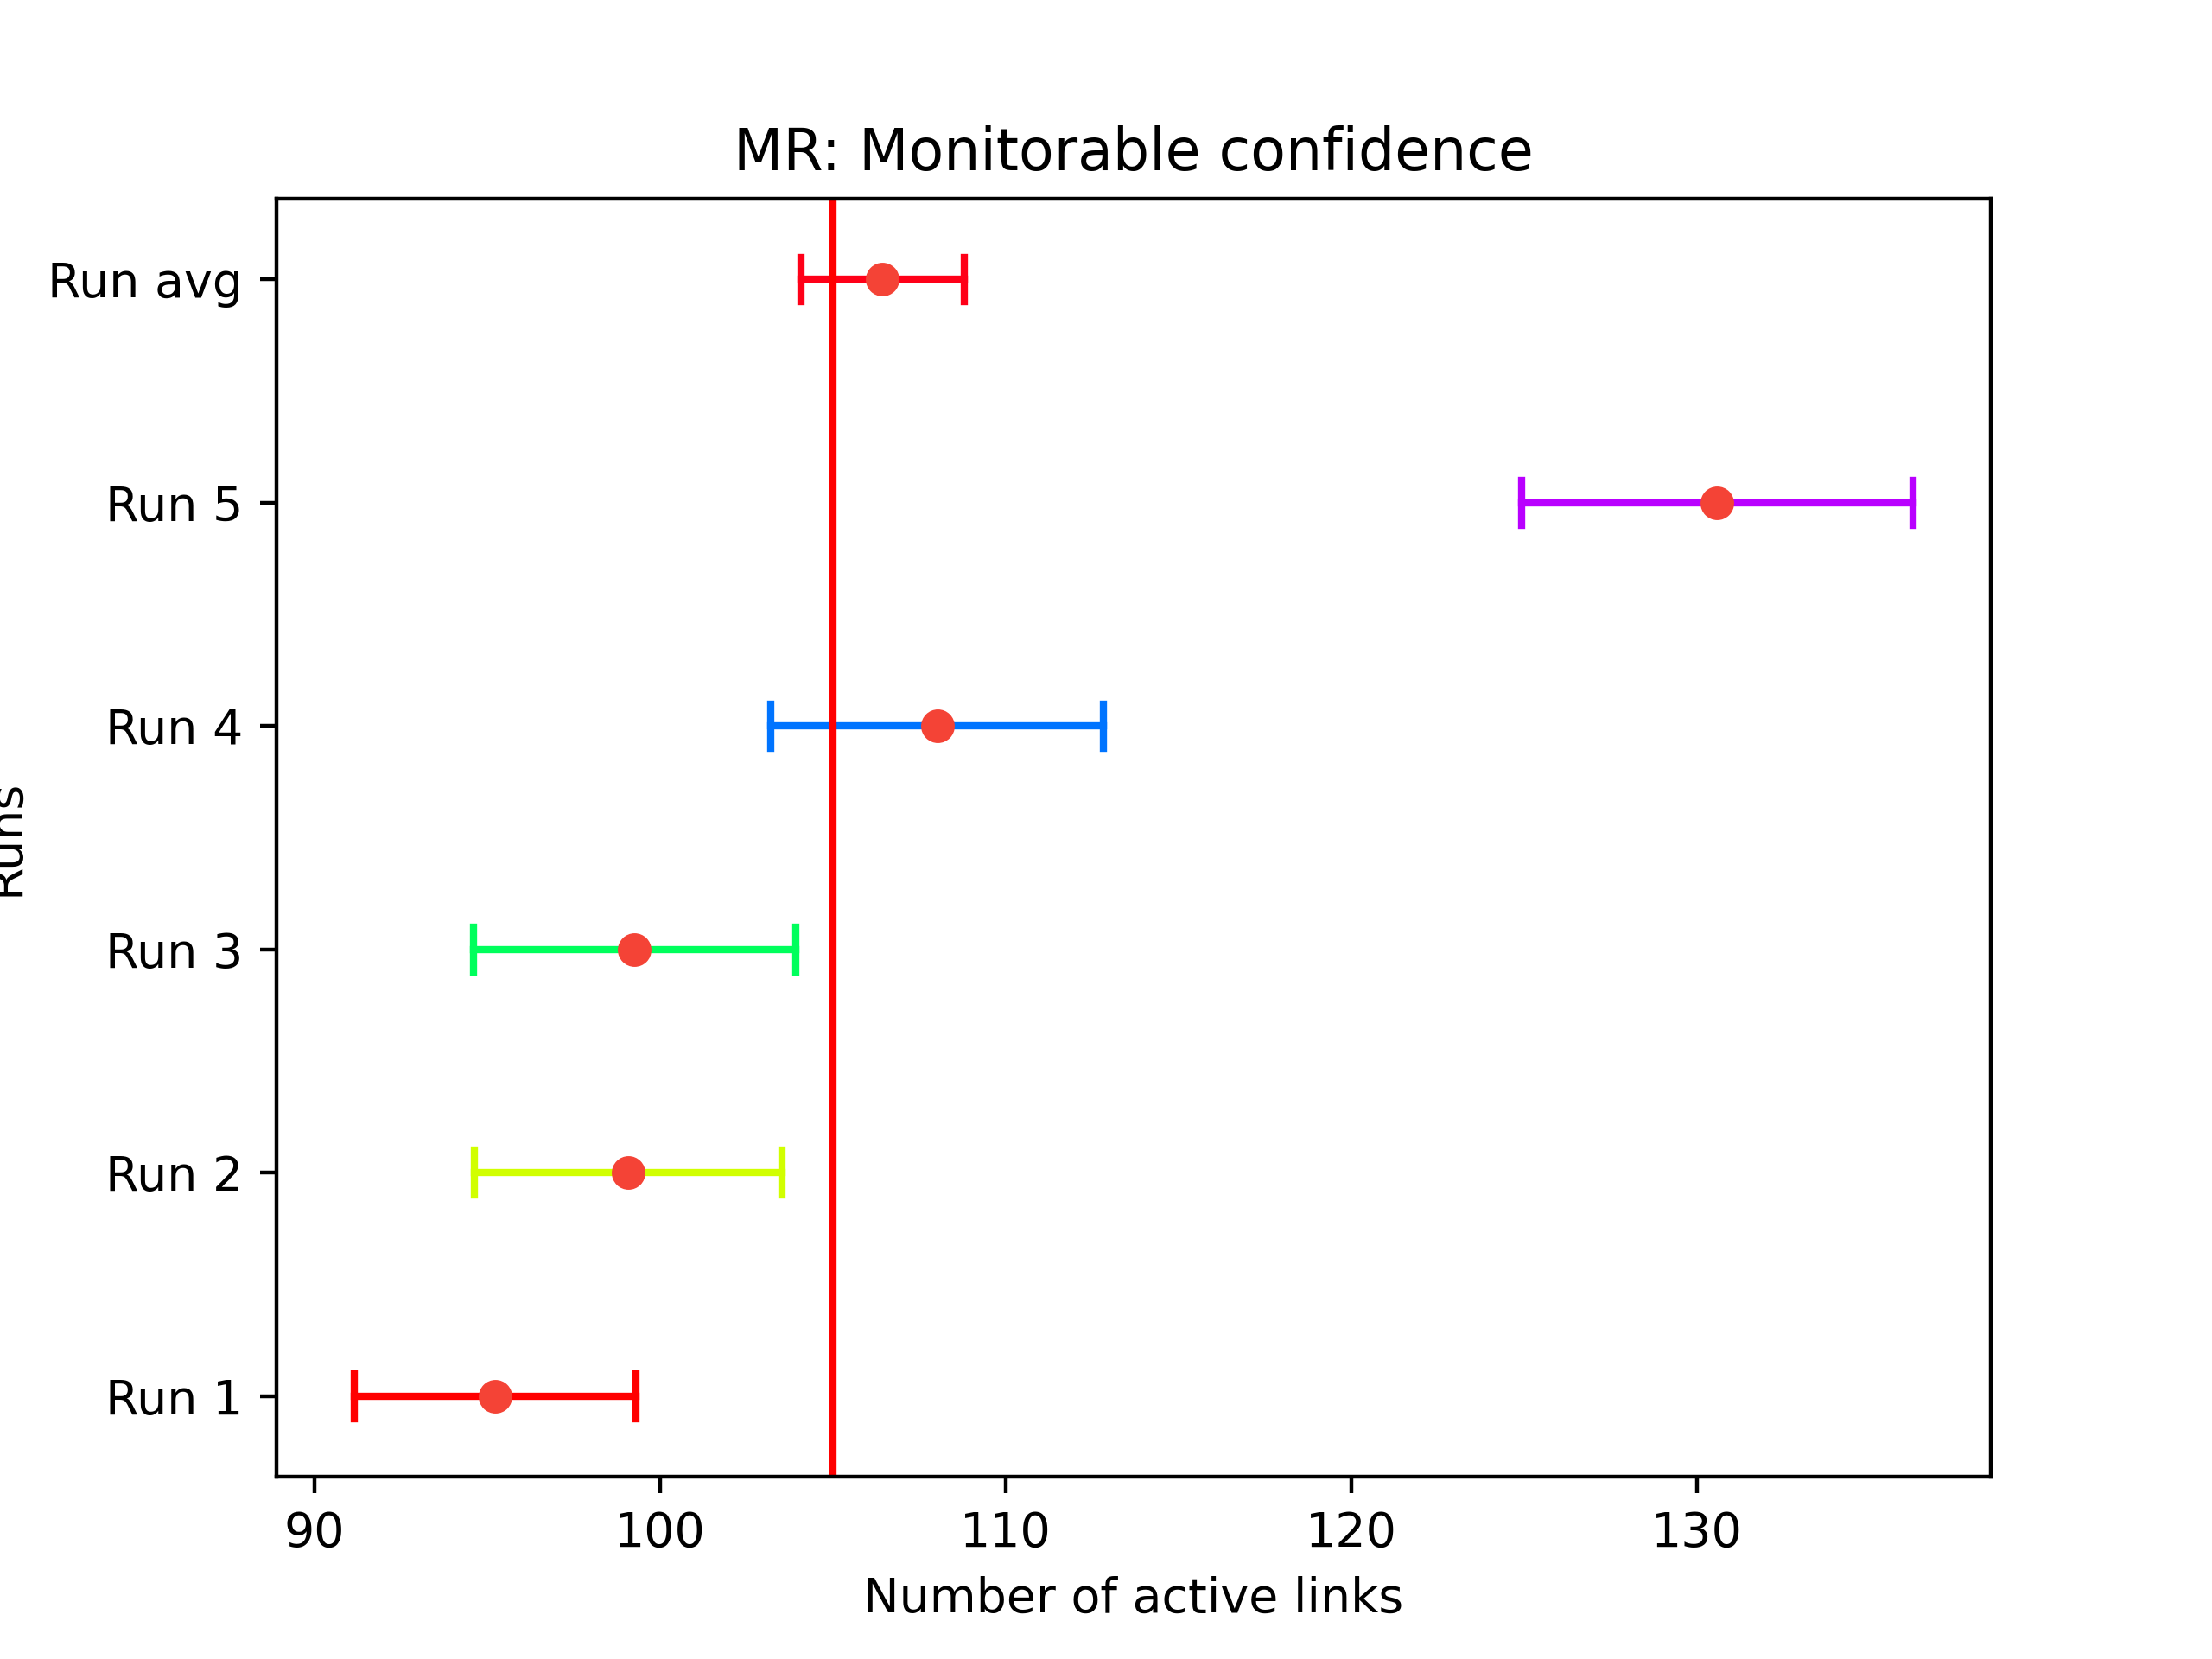 MR: Monitorable confidence
Run avg
Run 5
Run 4
Runs
Run 3
Run 2
Run 1
90 100 110 120 130
Number of active links